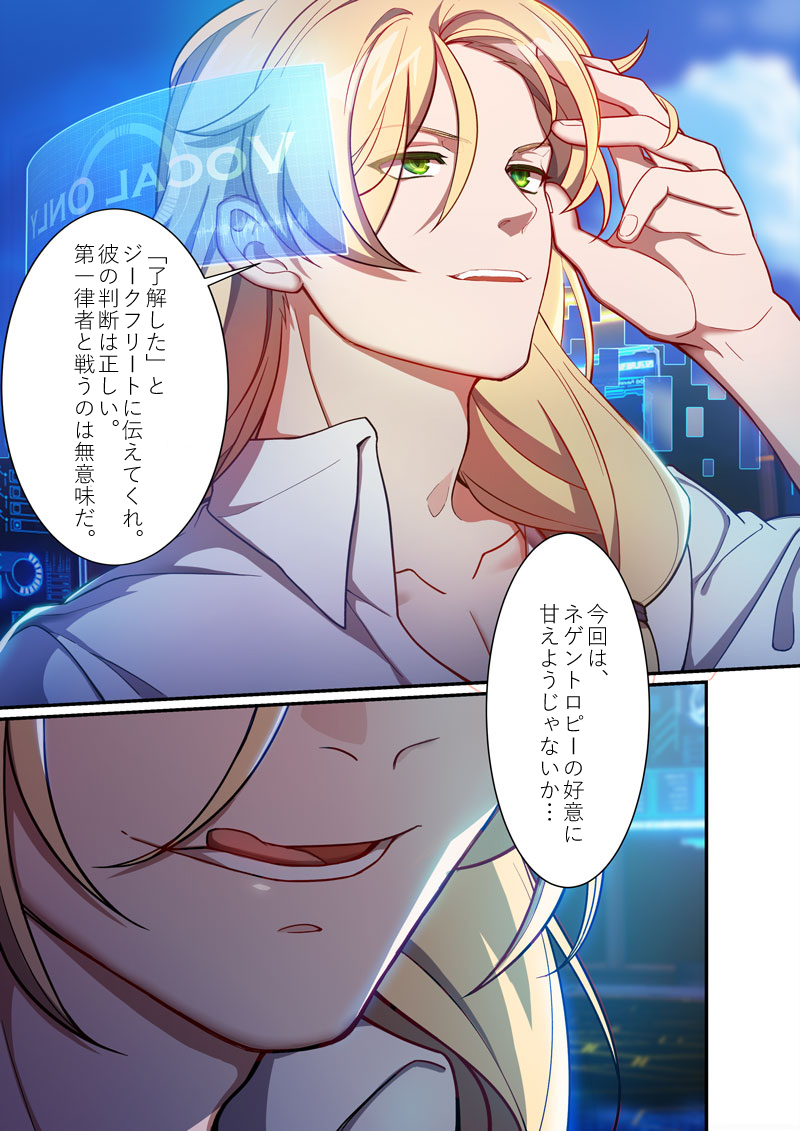 VOCAL ONLY
「了解した」と
ジークフリートに伝えてくれ。
彼の判断は正しい。
第一律者と戦うのは無意味だ。
今回は、
ネゲントロピーの好意に
甘えようじゃないか…